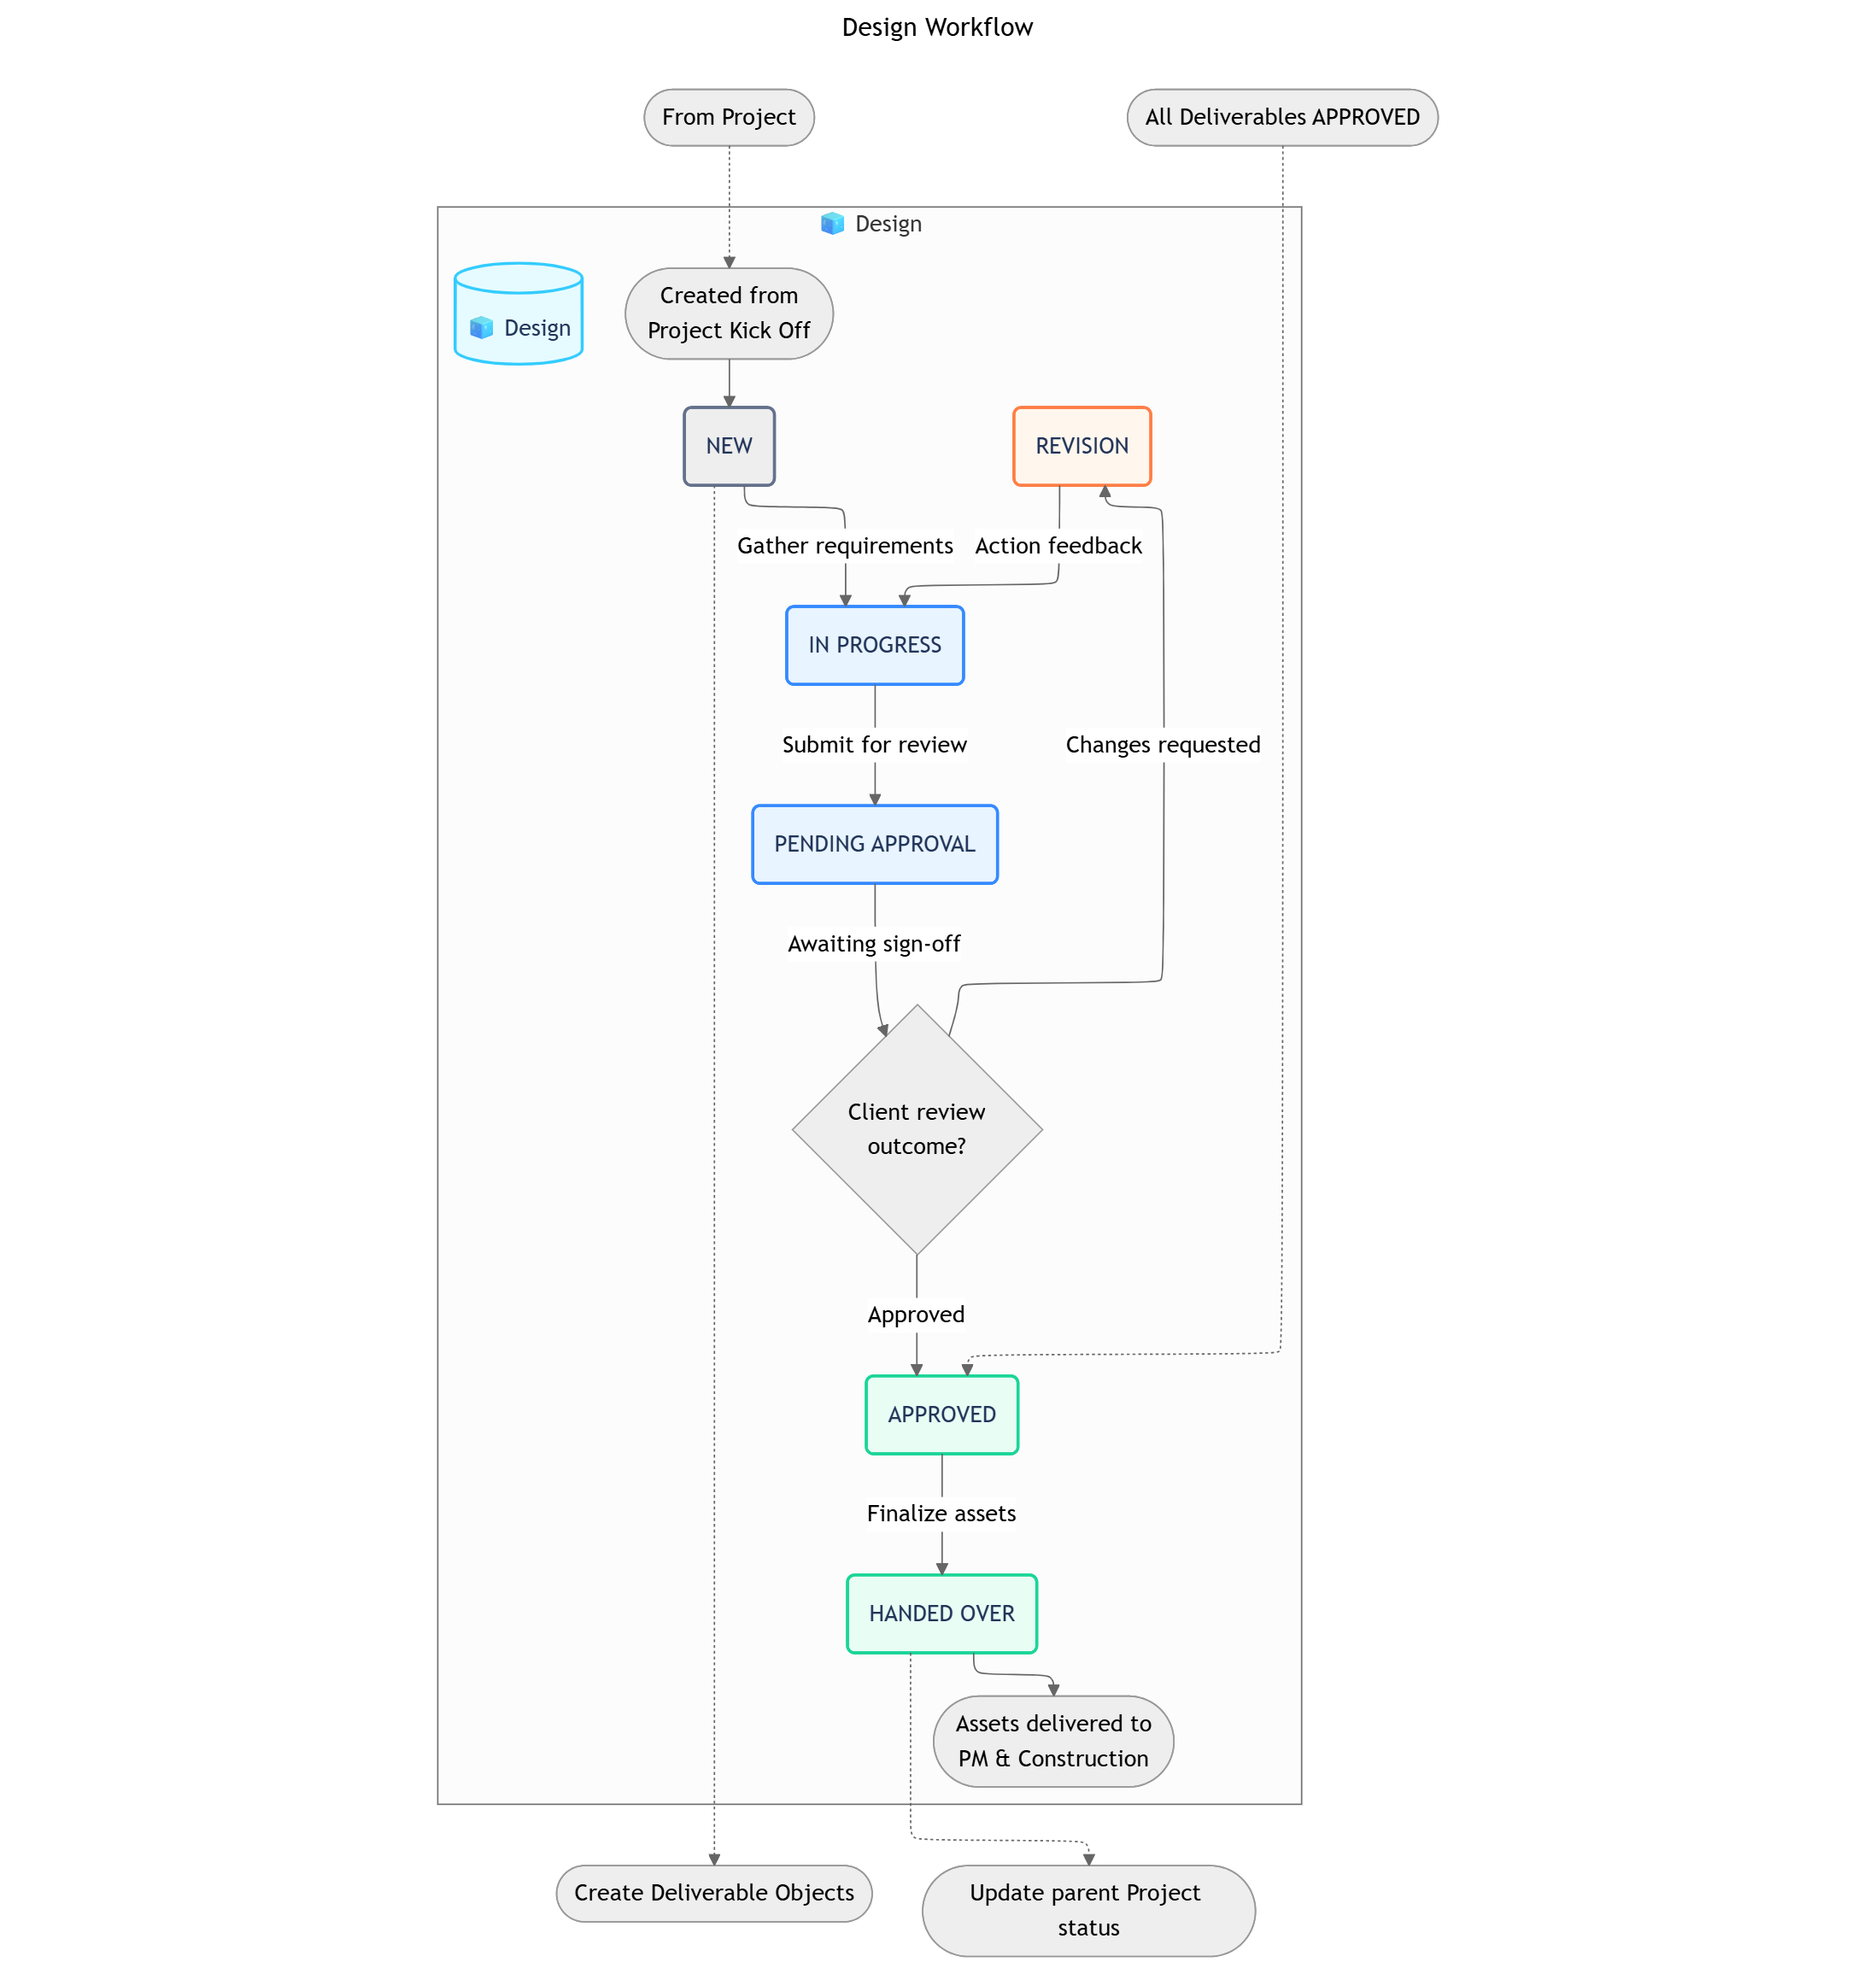 Design Workflow
From Project
All Deliverables APPROVED
Design
Design
Created from
Project Kick Off
NEW
REVISION
Gather requirements
Action feedback
IN PROGRESS
Submit for review
Changes requested
PENDING APPROVAL
Awaiting sign-off
Client review
outcome?
Approved
APPROVED
Finalize assets
HANDED OVER
Assets delivered to
PM & Construction
Create Deliverable Objects
Update parent Project
status